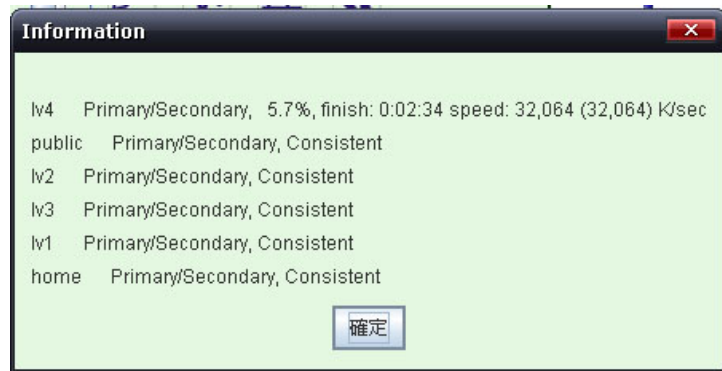 Information
lv4 Primary/Secondary, 5.7%, finish: 0:02:34 speed: 32,064 (32,064) K/sec
public Primary/Secondary, Consistent
lv2 Primary/Secondary, Consistent
lv3 Primary/Secondary, Consistent
lv1 Primary/Secondary, Consistent
home Primary/Secondary, Consistent
確定